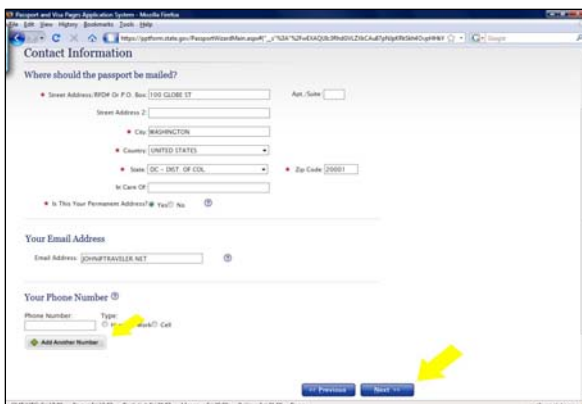 Passport and Visa Pages Application System - Mozilla Firefox
File Edit View History Bookmarks Tools Help
Google
Contact Information
Where should the passport be mailed?
* Street Address/RFD# Or P.O. Box: 100 GLOBE ST Apt./Suite:
Street Address 2:
* City: WASHINGTON
* Country: UNITED STATES
* State: DC - DIST. OF COL. * Zip Code: 20001
In Care Of:
* Is This Your Permanent Address? Yes No
Your Email Address
Email Address:
Your Phone Number
Phone Number: Type:
Cell
Add Another Number
<< Previous Next >>